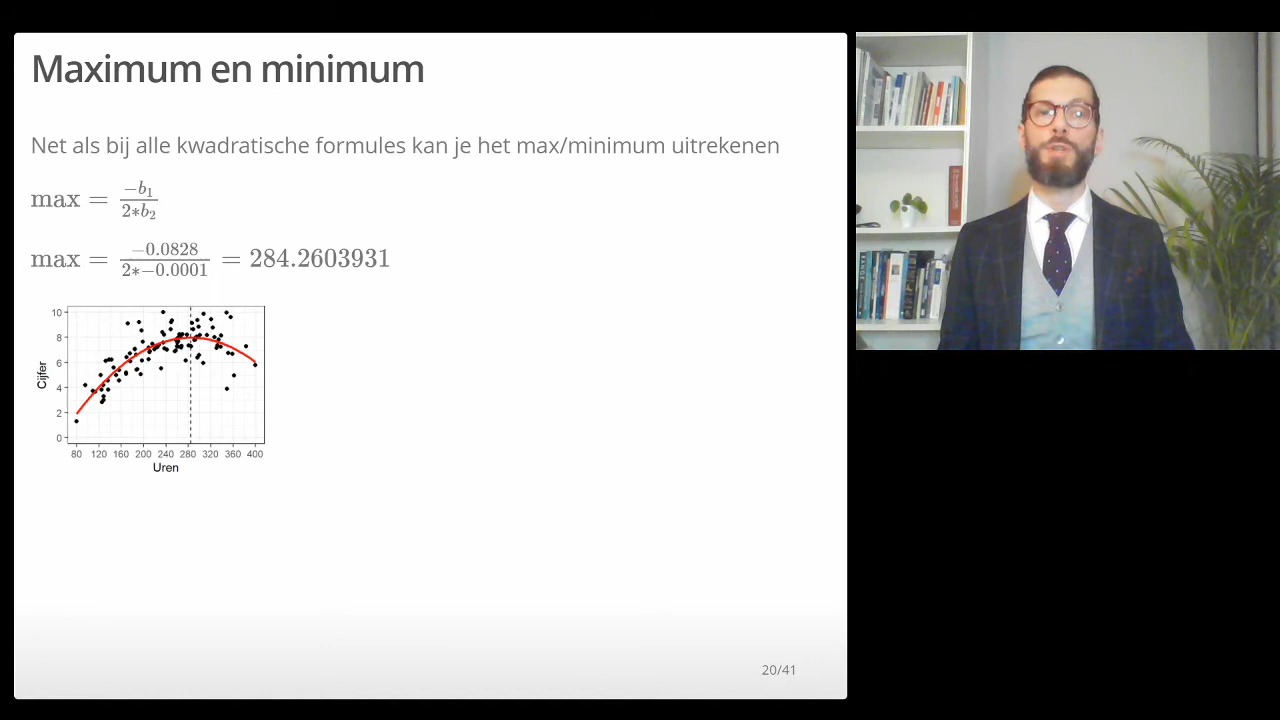 Maximum en minimum
Net als bij alle kwadratische formules kan je het max/minimum uitrekenen
max = −b₁ / 2∗b₂
max = −0.0828 / 2∗−0.0001 = 284.2603931
10
8
6
4
2
0
Cijfer
80 120 160 200 240 280 320 360 400
Uren
20/41